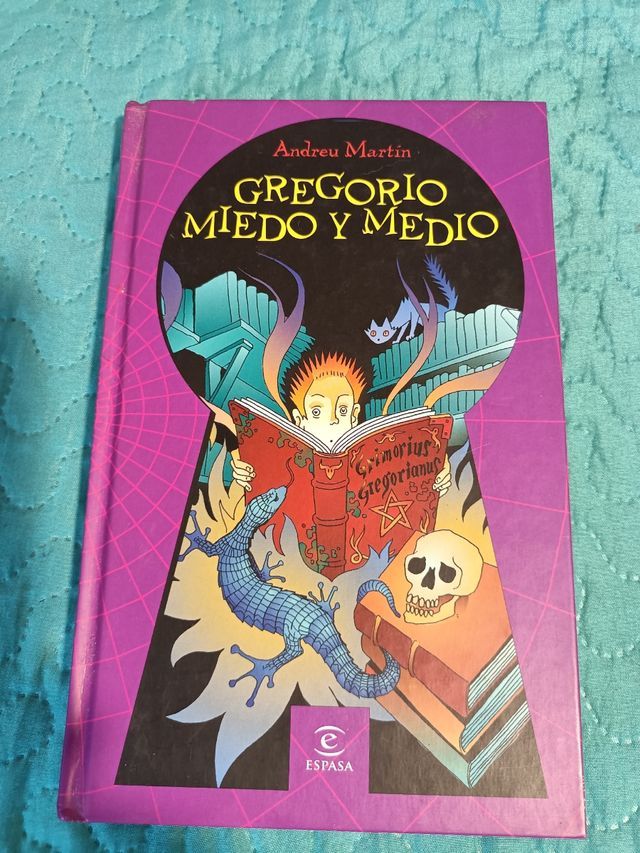 Andreu Martín
GREGORIO
MIEDO Y MEDIO
Grimorius
Gregorianus
e
ESPASA